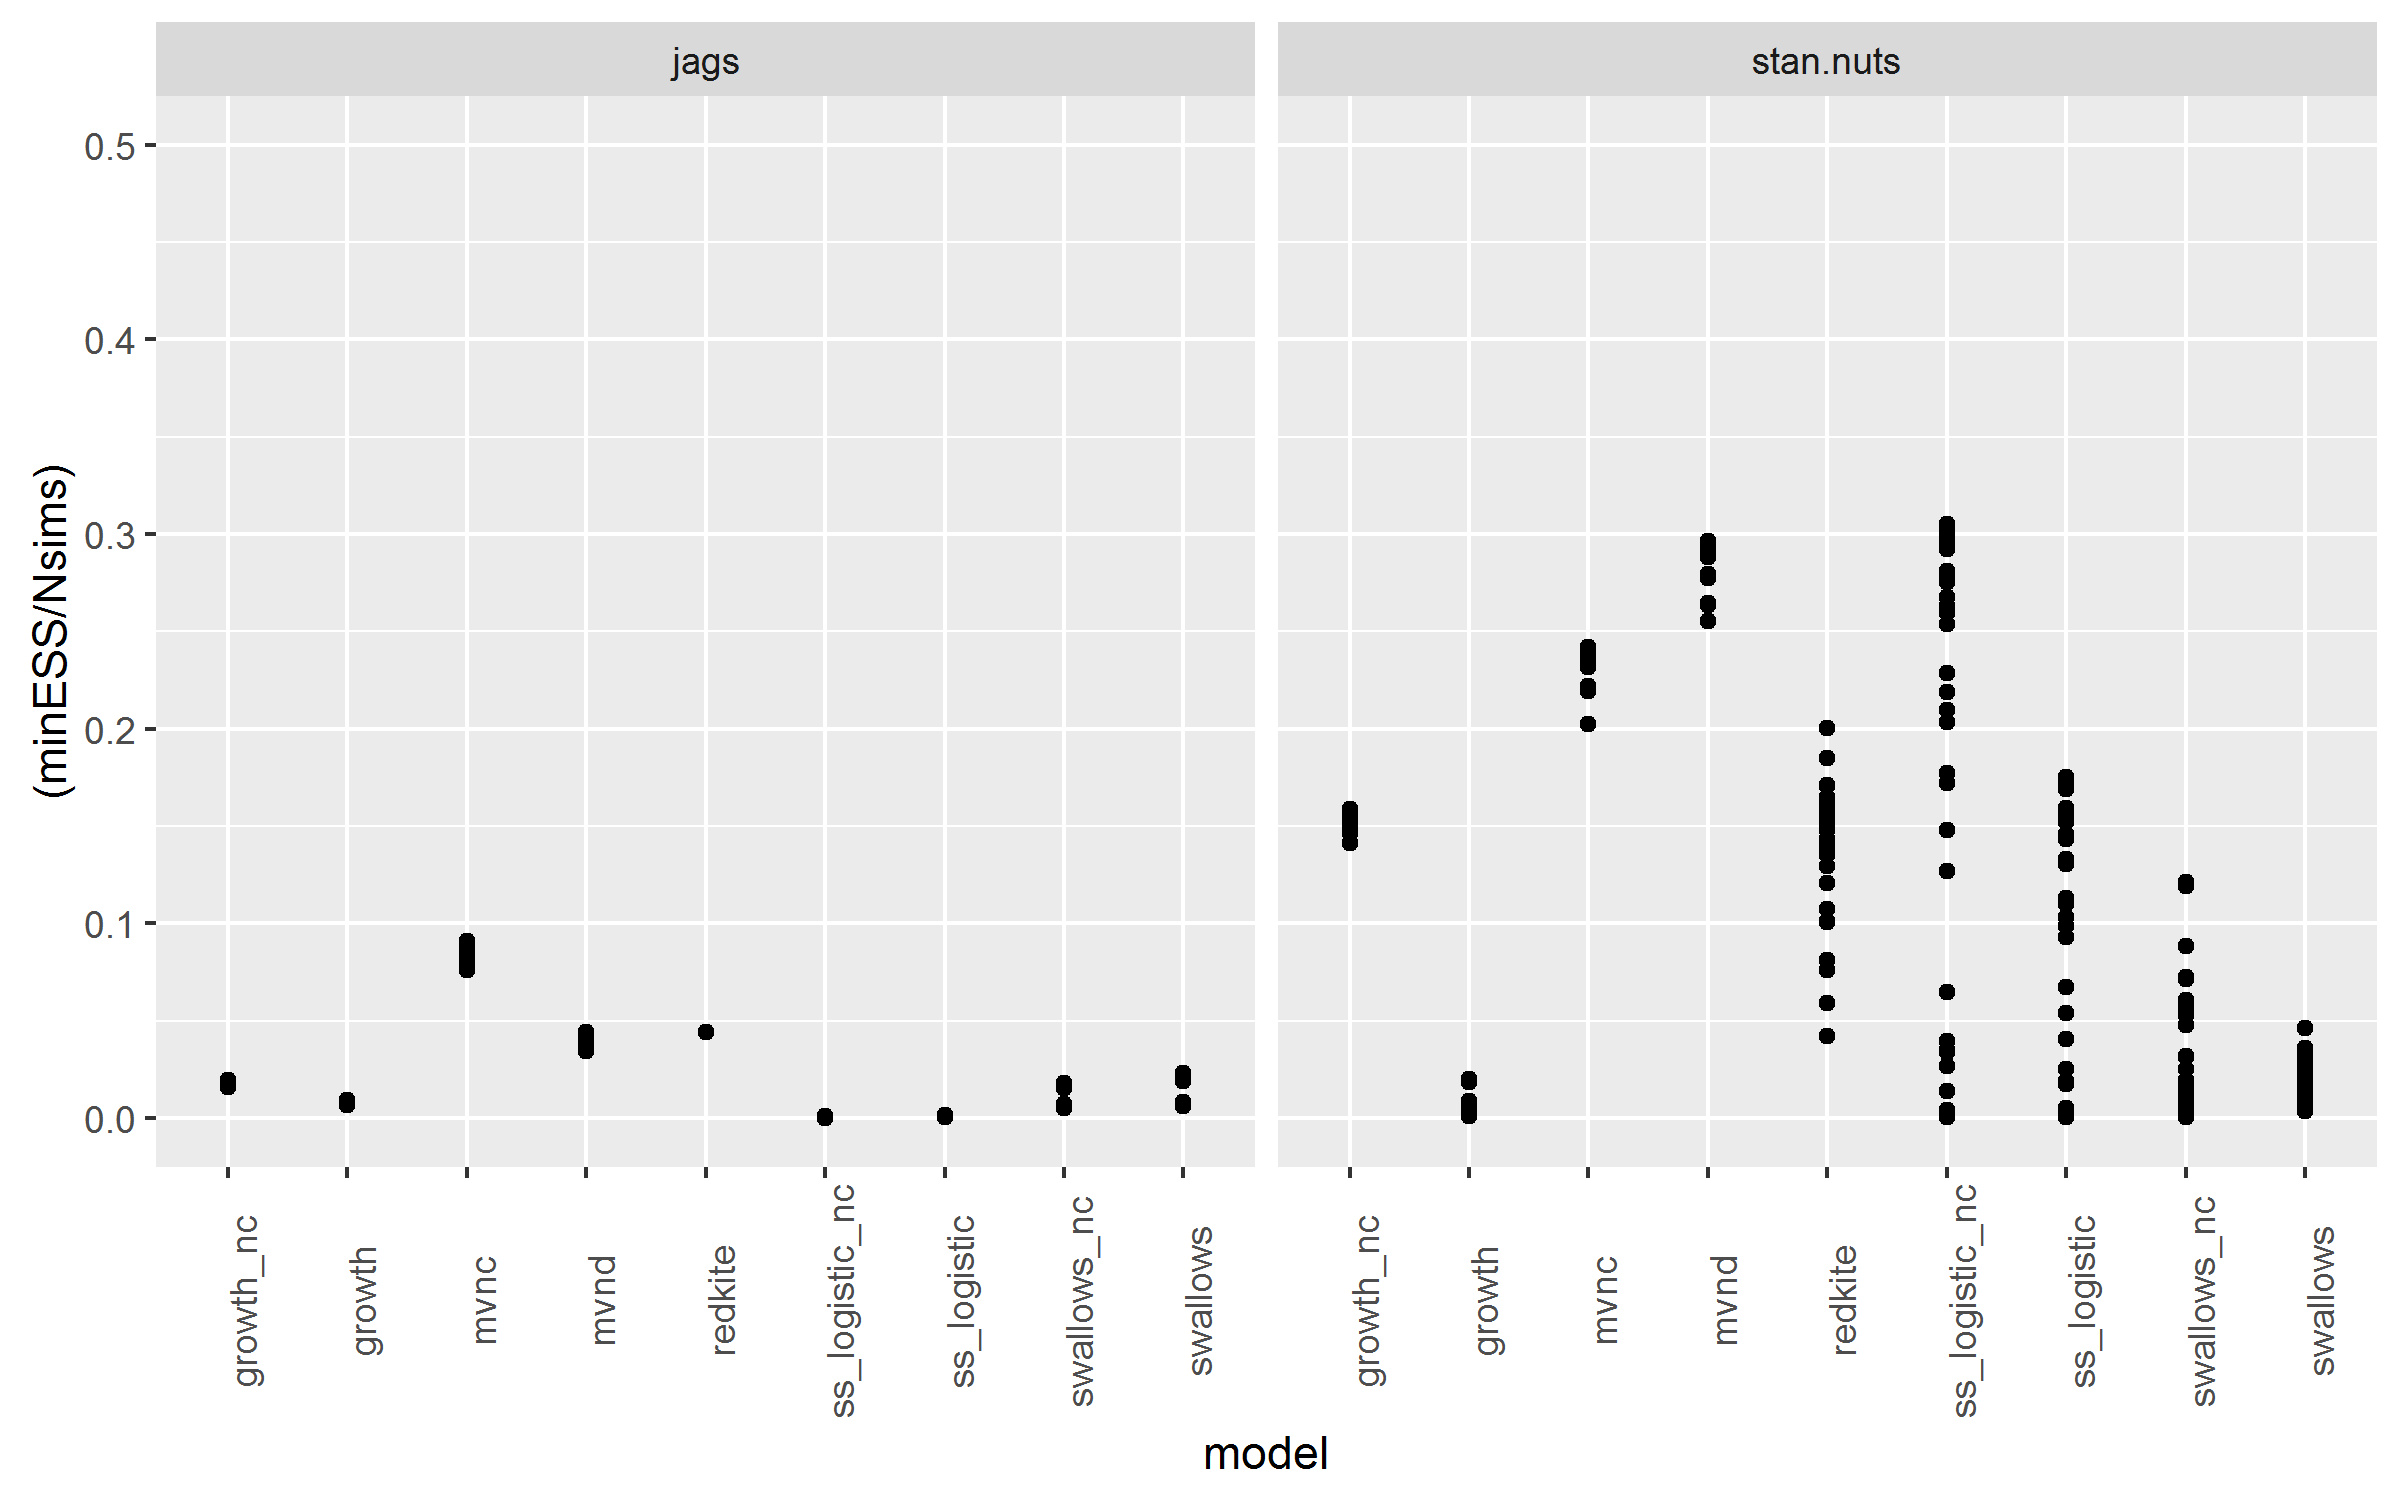 jags
stan.nuts
(minESS/Nsims)
0.5
0.4
0.3
0.2
0.1
0.0
growth_nc
growth
mvnc
mvnd
redkite
ss_logistic_nc
ss_logistic
swallows_nc
swallows
growth_nc
growth
mvnc
mvnd
redkite
ss_logistic_nc
ss_logistic
swallows_nc
swallows
model